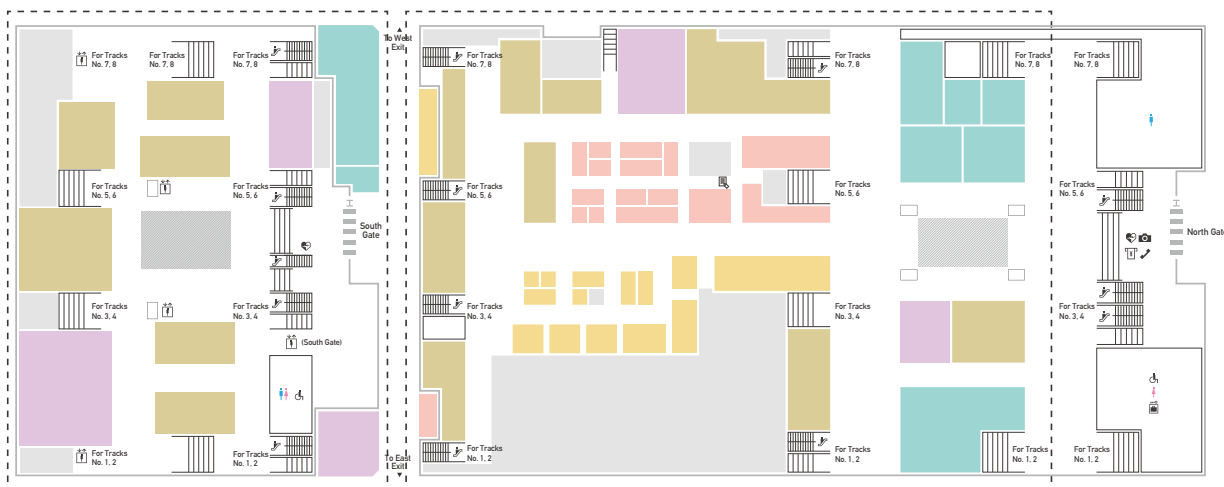 For Tracks
No. 7, 8
For Tracks
No. 7, 8
For Tracks
No. 7, 8
To West
Exit
For Tracks
No. 7, 8
For Tracks
No. 7, 8
For Tracks
No. 7, 8
For Tracks
No. 7, 8
For Tracks
No. 5, 6
For Tracks
No. 5, 6
For Tracks
No. 5, 6
For Tracks
No. 5, 6
For Tracks
No. 5, 6
South
Gate
North Gate
For Tracks
No. 3, 4
For Tracks
No. 3, 4
For Tracks
No. 3, 4
For Tracks
No. 3, 4
For Tracks
No. 3, 4
(South Gate)
For Tracks
No. 1, 2
For Tracks
No. 1, 2
To East
Exit
For Tracks
No. 1, 2
For Tracks
No. 1, 2
For Tracks
No. 1, 2
For Tracks
No. 1, 2